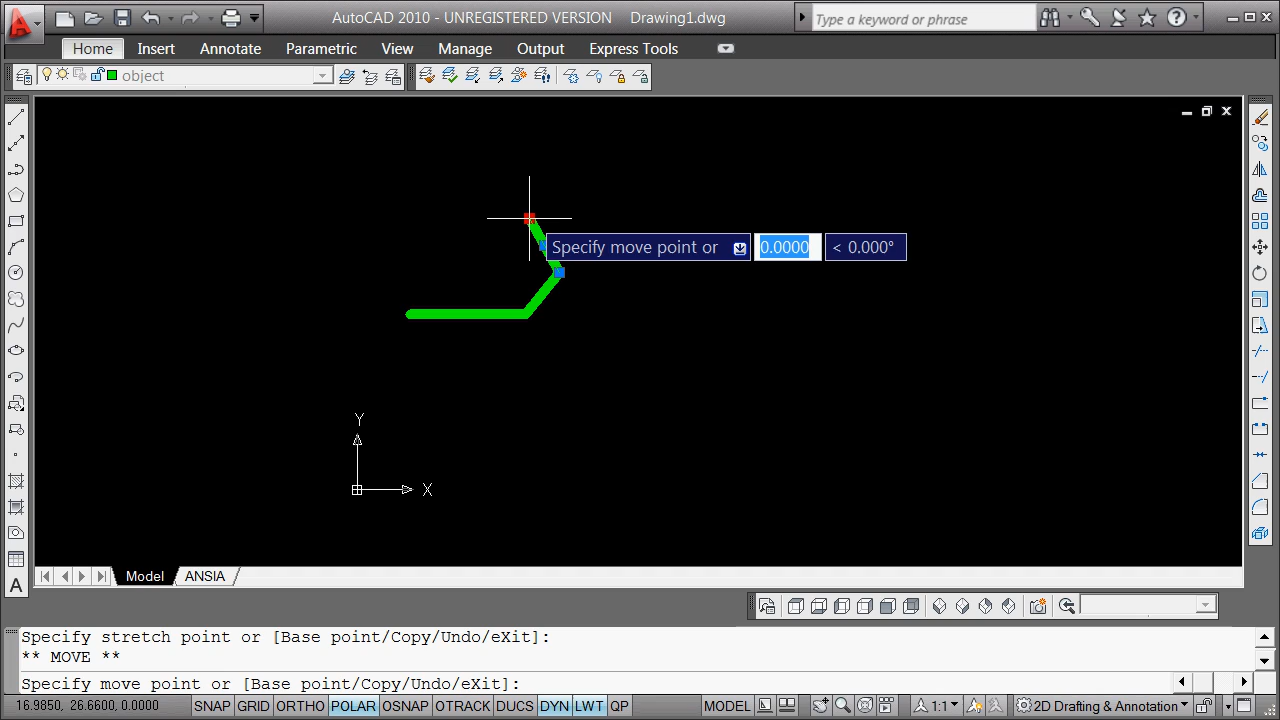 AutoCAD 2010 - UNREGISTERED VERSION Drawing1.dwg
Type a keyword or phrase
Home Insert Annotate Parametric View Manage Output Express Tools
object
Specify move point or 0.0000 < 0.000°
Y
X
Model ANSIA
A
Specify stretch point or [Base point/Copy/Undo/eXit]:
** MOVE **
Specify move point or [Base point/Copy/Undo/eXit]:
16.9850, 26.6600, 0.0000 SNAP GRID ORTHO POLAR OSNAP OTRACK DUCS DYN LWT QP MODEL 1:1 2D Drafting & Annotation